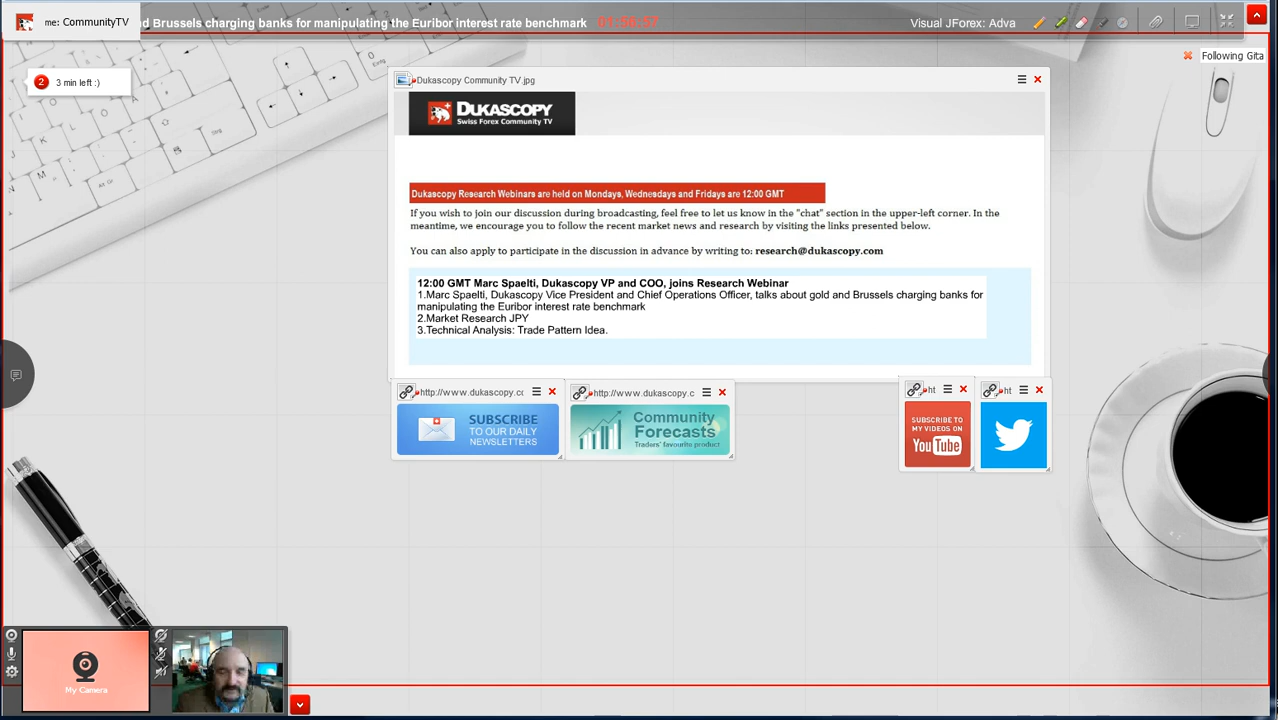 me: CommunityTV
nd Brussels charging banks for manipulating the Euribor interest rate benchmark
01:56:57
Visual JForex: Adva
Following Gita
2
3 min left :)
Dukascopy Community TV.jpg
DUKASCOPY
Swiss Forex Community TV
Dukascopy Research Webinars are held on Mondays, Wednesdays and Fridays are 12:00 GMT
If you wish to join our discussion during broadcasting, feel free to let us know in the "chat" section in the upper-left corner. In the
meantime, we encourage you to follow the recent market news and research by visiting the links presented below.
You can also apply to participate in the discussion in advance by writing to: research@dukascopy.com
12:00 GMT Marc Spaelti, Dukascopy VP and COO, joins Research Webinar
1.Marc Spaelti, Dukascopy Vice President and Chief Operations Officer, talks about gold and Brussels charging banks for
manipulating the Euribor interest rate benchmark
2.Market Research JPY
3.Technical Analysis: Trade Pattern Idea.
http://www.dukascopy.cc
http://www.dukascopy.c
ht
ht
SUBSCRIBE
TO OUR DAILY
NEWSLETTERS
Community
Forecasts
Traders' favourite product
SUBSCRIBE TO
MY VIDEOS ON
YouTube
My Camera